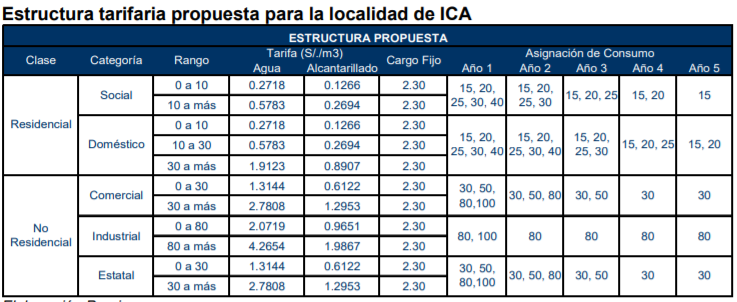 Estructura tarifaria propuesta para la localidad de ICA
ESTRUCTURA PROPUESTA
Clase Categoría Rango Tarifa (S/./m3) Cargo Fijo Asignación de Consumo
Agua Alcantarillado Año 1 Año 2 Año 3 Año 4 Año 5
Residencial
Social
0 a 10 0.2718 0.1266 2.30
10 a más 0.5783 0.2694 2.30
15, 20,
25, 30, 40
15, 20,
25, 30
15, 20, 25
15, 20
15
Doméstico
0 a 10 0.2718 0.1266 2.30
10 a 30 0.5783 0.2694 2.30
30 a más 1.9123 0.8907 2.30
15, 20,
25, 30, 40
15, 20,
25, 30, 40
15, 20,
25, 30
15, 20, 25
15, 20
No
Residencial
Comercial
0 a 30 1.3144 0.6122 2.30
30 a más 2.7808 1.2953 2.30
30, 50,
80,100
30, 50, 80
30, 50
30
30
Industrial
0 a 80 2.0719 0.9651 2.30
80 a más 4.2654 1.9867 2.30
80, 100
80
80
80
80
Estatal
0 a 30 1.3144 0.6122 2.30
30 a más 2.7808 1.2953 2.30
30, 50,
80,100
30, 50, 80
30, 50
30
30